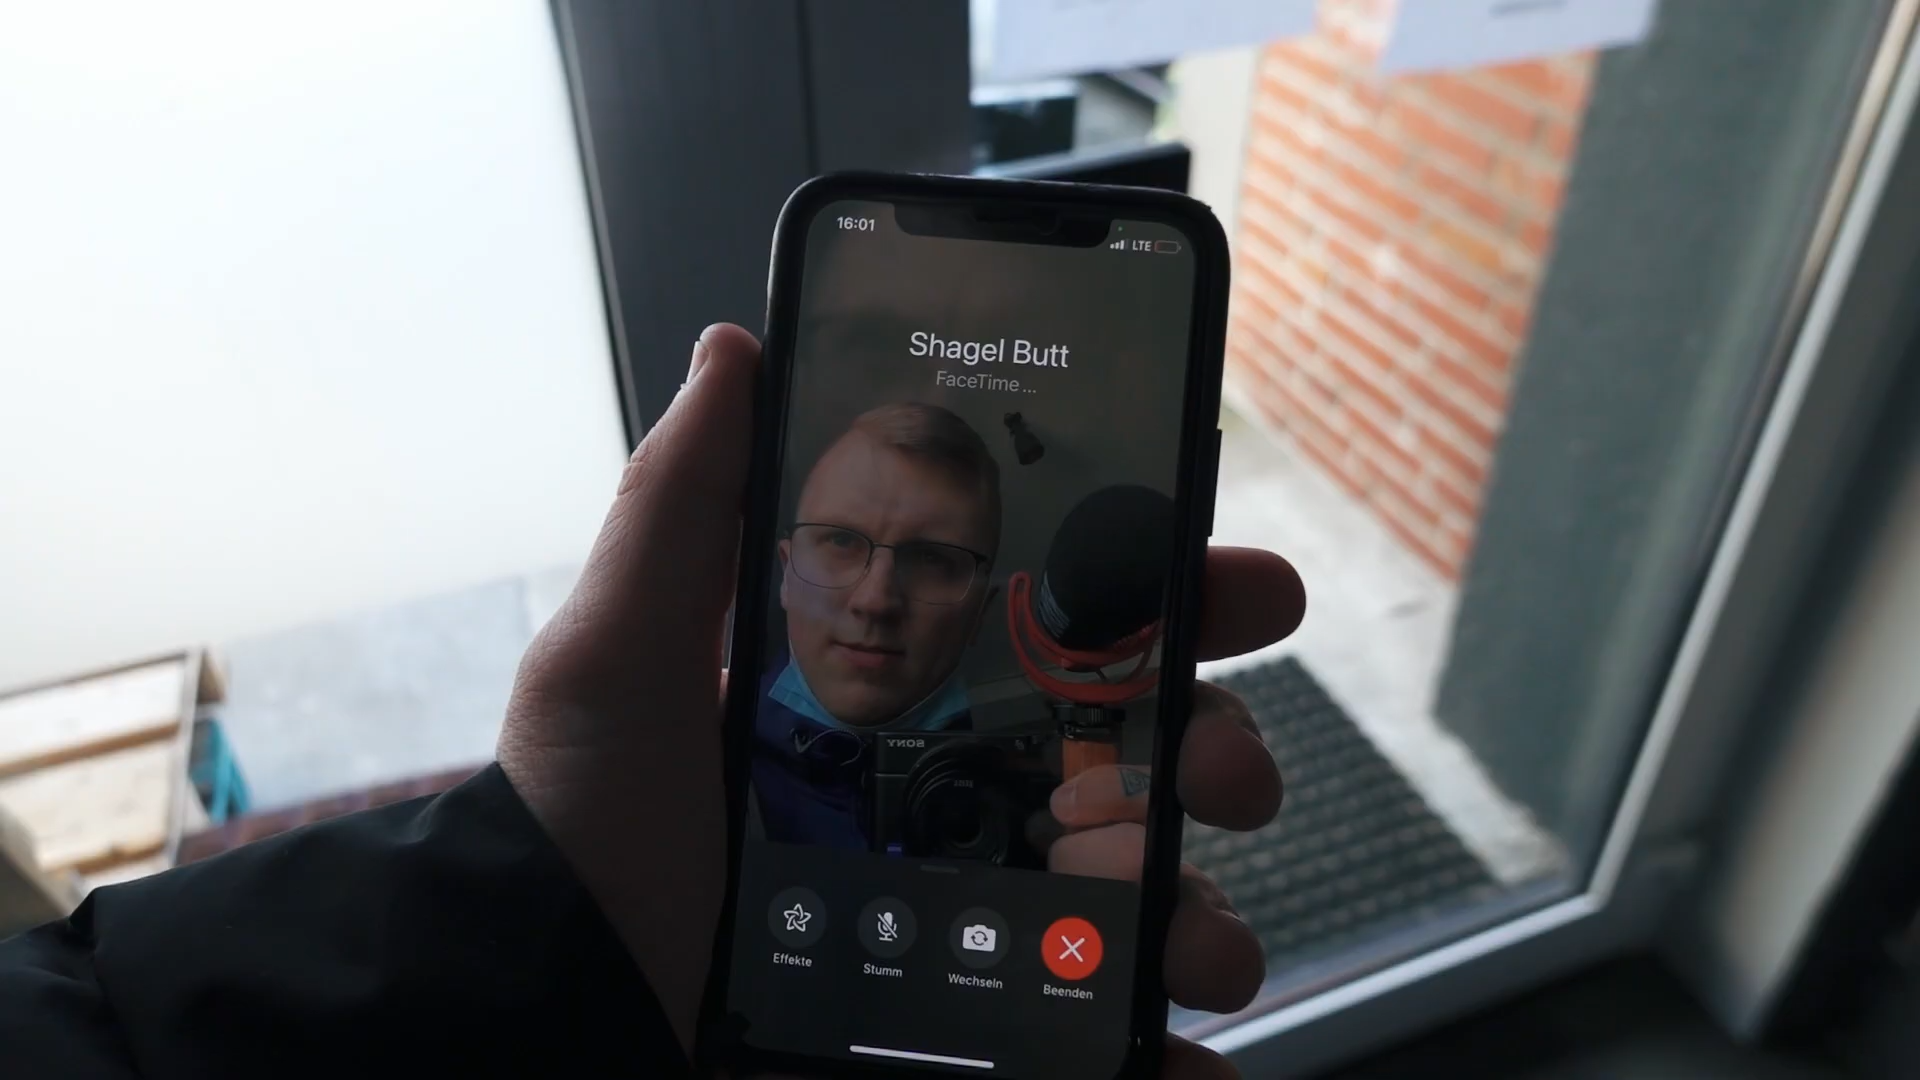 16:01
LTE
Shagel Butt
FaceTime ...
SONY
Effekte
Stumm
Wechseln
Beenden